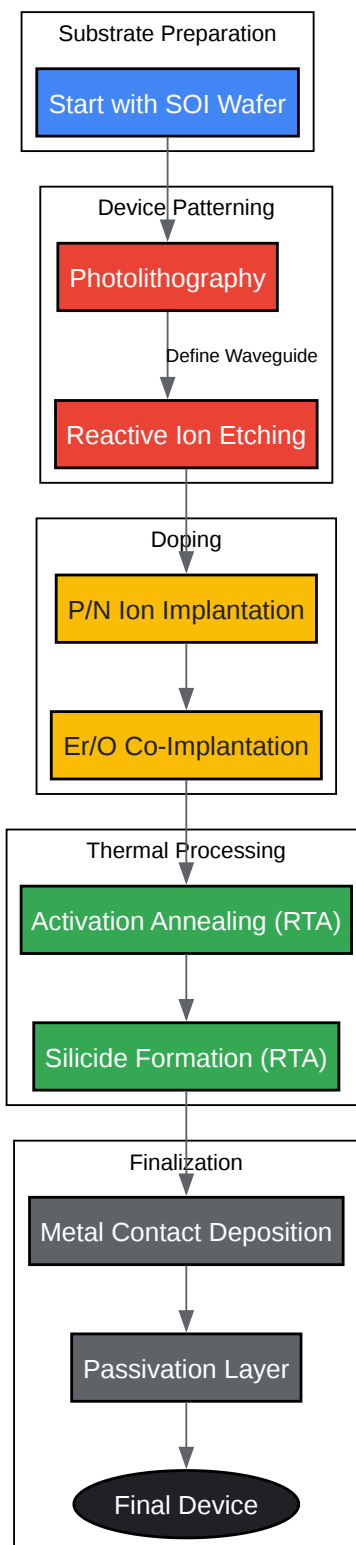 Substrate Preparation
Start with SOI Wafer
Device Patterning
Photolithography
Define Waveguide
Reactive Ion Etching
Doping
P/N Ion Implantation
Er/O Co-Implantation
Thermal Processing
Activation Annealing (RTA)
Silicide Formation (RTA)
Finalization
Metal Contact Deposition
Passivation Layer
Final Device